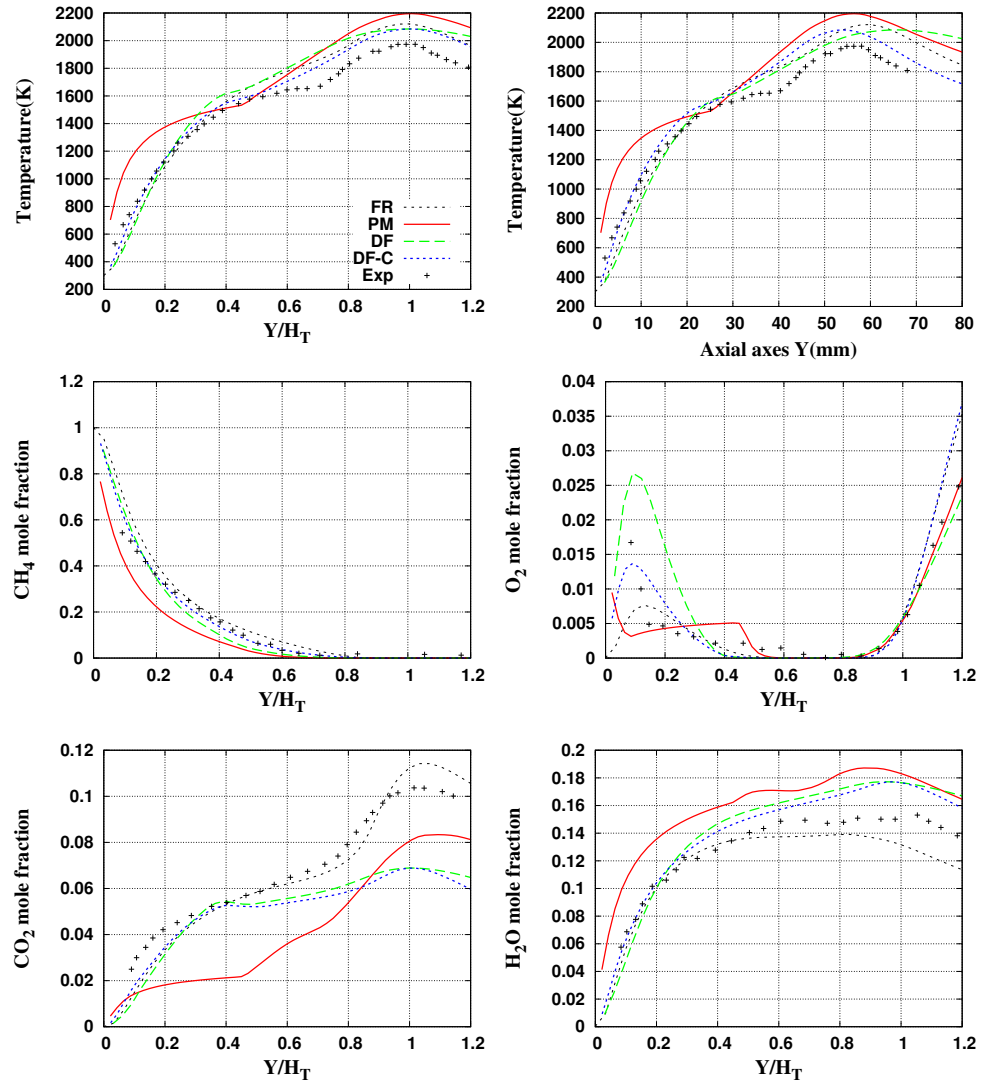 2200
2000
1800
1600
1400
1200
1000
800
600
400
200
Temperature(K)
FR
PM
DF
DF-C
Exp
0 0.2 0.4 0.6 0.8 1 1.2
Y/H_T
2200
2000
1800
1600
1400
1200
1000
800
600
400
200
Temperature(K)
0 10 20 30 40 50 60 70 80
Axial axes Y(mm)
1.2
1
0.8
0.6
0.4
0.2
0
CH₄ mole fraction
0 0.2 0.4 0.6 0.8 1 1.2
Y/H_T
0.04
0.035
0.03
0.025
0.02
0.015
0.01
0.005
0
O₂ mole fraction
0 0.2 0.4 0.6 0.8 1 1.2
Y/H_T
0.12
0.1
0.08
0.06
0.04
0.02
0
CO₂ mole fraction
0 0.2 0.4 0.6 0.8 1 1.2
Y/H_T
0.2
0.18
0.16
0.14
0.12
0.1
0.08
0.06
0.04
0.02
0
H₂O mole fraction
0 0.2 0.4 0.6 0.8 1 1.2
Y/H_T